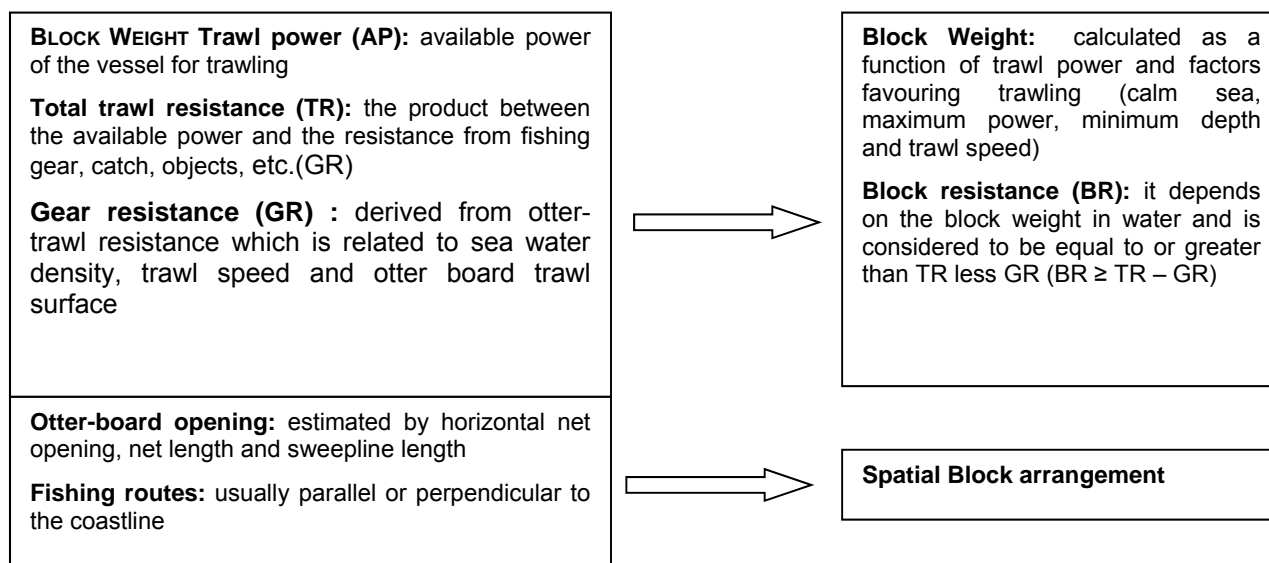 BLOCK WEIGHT Trawl power (AP): available power
of the vessel for trawling
Total trawl resistance (TR): the product between
the available power and the resistance from fishing
gear, catch, objects, etc.(GR)
Gear resistance (GR) : derived from otter-
trawl resistance which is related to sea water
density, trawl speed and otter board trawl
surface
Otter-board opening: estimated by horizontal net
opening, net length and sweepline length
Fishing routes: usually parallel or perpendicular to
the coastline
Block Weight: calculated as a
function of trawl power and factors
favouring trawling (calm sea,
maximum power, minimum depth
and trawl speed)
Block resistance (BR): it depends
on the block weight in water and is
considered to be equal to or greater
than TR less GR (BR ≥ TR – GR)
Spatial Block arrangement